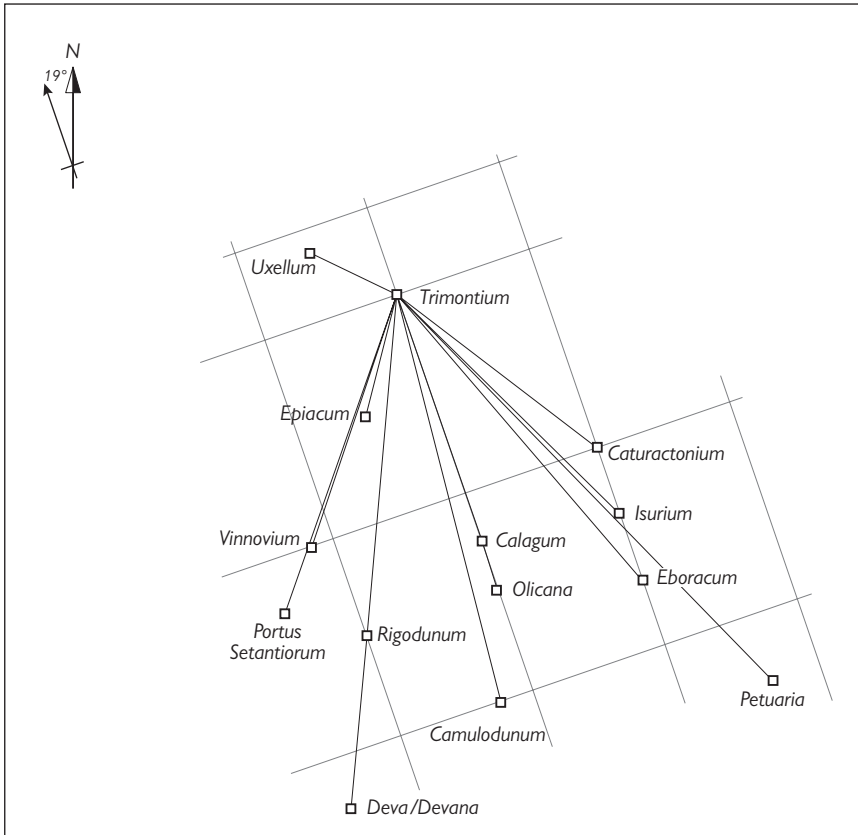 N
19°
Uxellum
Trimontium
Epiacum
Caturactonium
Isurium
Vinnovium
Calagum
Eboracum
Olicana
Portus
Setantiorum
Rigodunum
Petuaria
Camulodunum
Deva/Devana